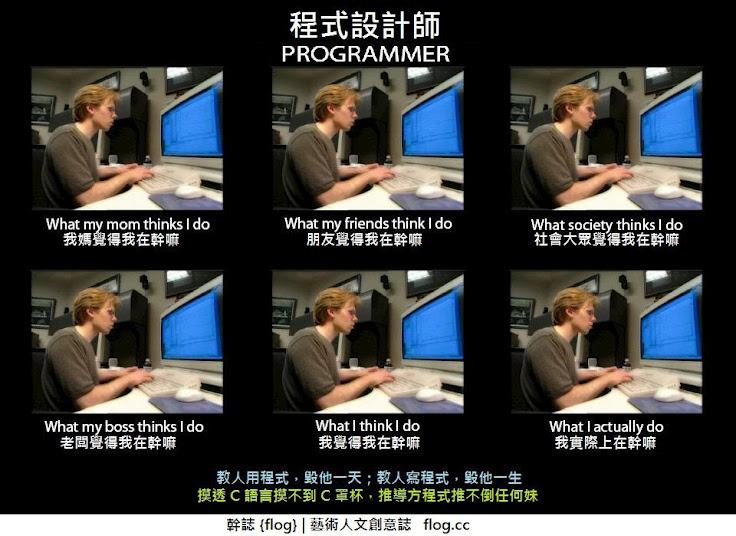 程式設計師
PROGRAMMER
What my mom thinks I do
我媽覺得我在幹嘛
What my friends think I do
朋友覺得我在幹嘛
What society thinks I do
社會大眾覺得我在幹嘛
What my boss thinks I do
老闆覺得我在幹嘛
What I think I do
我覺得我在幹嘛
What I actually do
我實際上在幹嘛
教人用程式，毀他一天；教人寫程式，毀他一生
摸透 C 語言摸不到 C 罩杯，推導方程式推不倒任何妹
幹誌 {flog} | 藝術人文創意誌 flog.cc